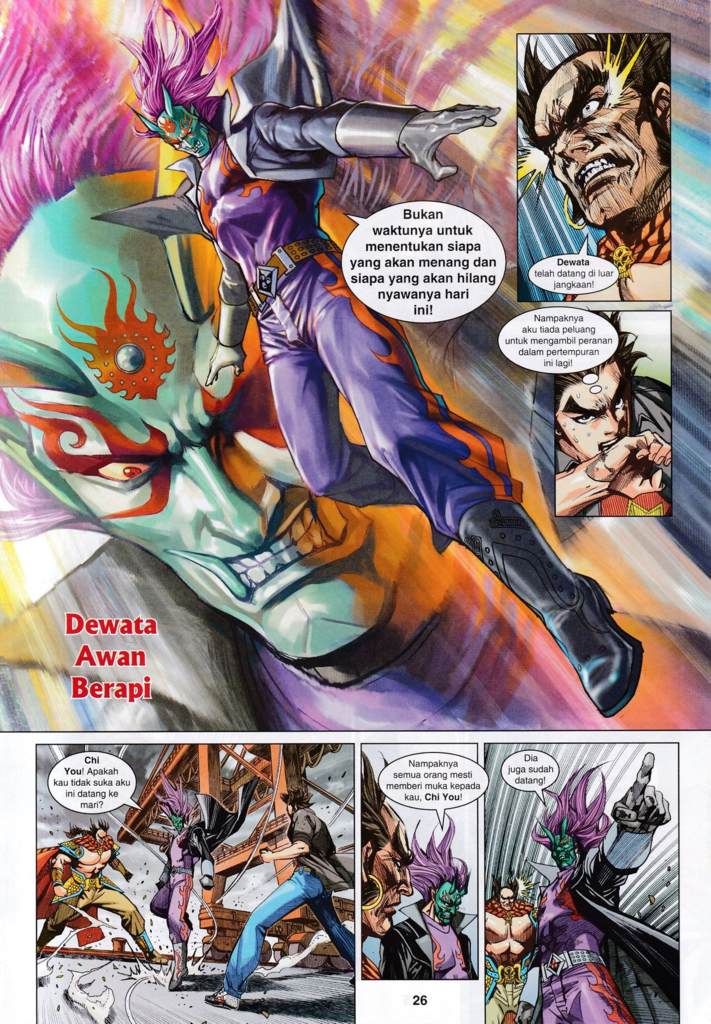 Bukan
waktunya untuk
menentukan siapa
yang akan menang dan
siapa yang akan hilang
nyawanya hari
ini!
Dewata
telah datang di luar
jangkaan!
Nampaknya
aku tiada peluang
untuk mengambil peranan
dalam pertempuran
ini lagi!
Dewata
Awan
Berapi
Chi
You! Apakah
kau tidak suka aku
ini datang ke
mari?
Nampaknya
semua orang mesti
memberi muka kepada
kau, Chi You!
Dia
juga sudah
datang!
26